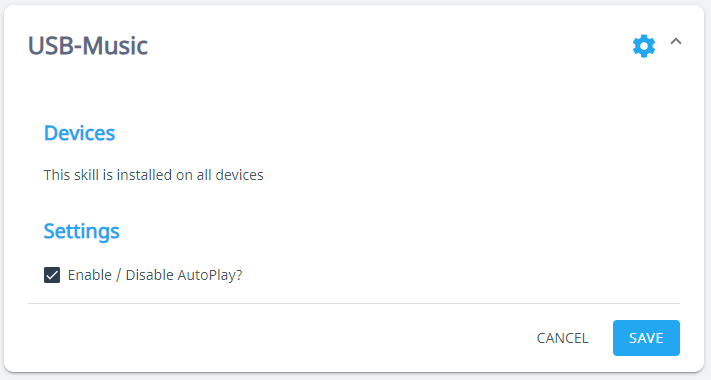 USB-Music
Devices
This skill is installed on all devices
Settings
Enable / Disable AutoPlay?
CANCEL
SAVE